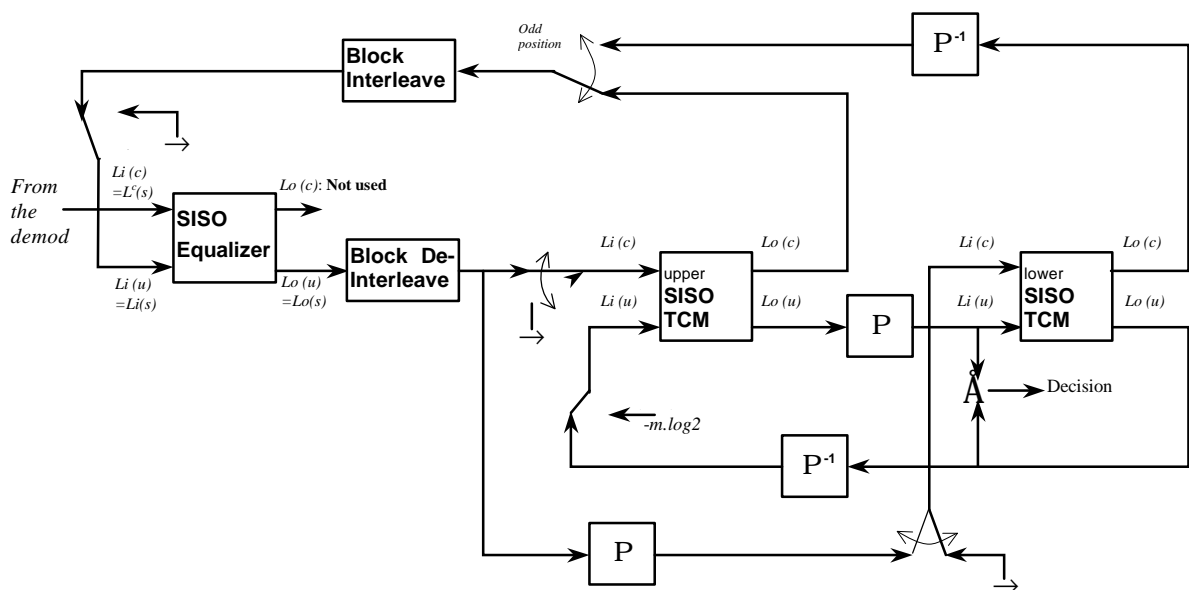 Odd
position
P-1
Block
Interleave
Li (c)
=Lc(s)
Lo (c): Not used
From
the
demod
SISO
Equalizer
Li (u)
=Li(s)
Lo (u)
=Lo(s)
Block De-
Interleave
Li (c)
Li (u)
upper
SISO
TCM
Lo (c)
Lo (u)
P
Li (c)
Li (u)
lower
SISO
TCM
Lo (c)
Lo (u)
Å
Decision
-m.log2
P-1
P